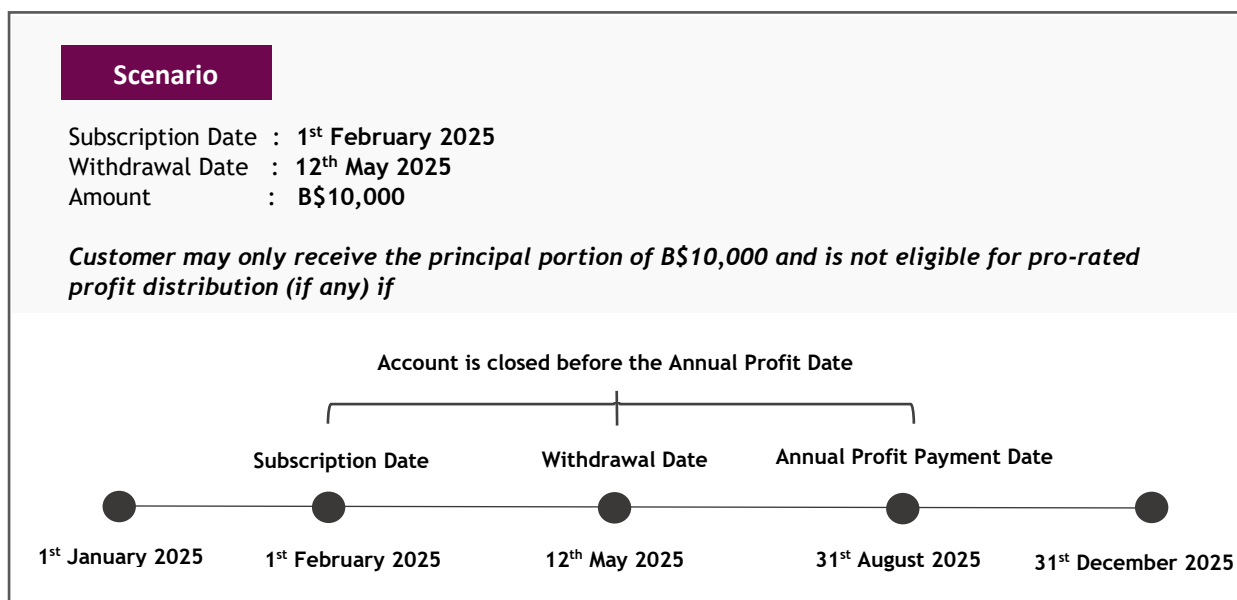 Scenario
Subscription Date : 1st February 2025
Withdrawal Date : 12th May 2025
Amount : B$10,000
Customer may only receive the principal portion of B$10,000 and is not eligible for pro-rated
profit distribution (if any) if
Account is closed before the Annual Profit Date
Subscription Date Withdrawal Date Annual Profit Payment Date
1st January 2025 1st February 2025 12th May 2025 31st August 2025 31st December 2025